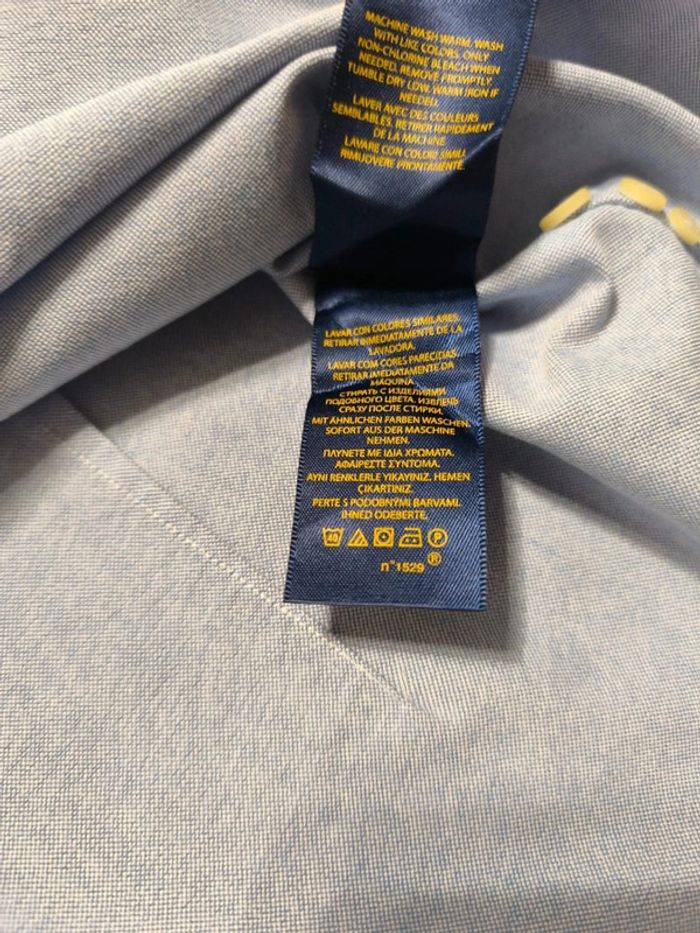 MACHINE WASH WARM. WASH
WITH LIKE COLORS. ONLY
NON-CHLORINE BLEACH WHEN
NEEDED. REMOVE PROMPTLY.
TUMBLE DRY LOW. WARM IRON IF
NEEDED.
LAVER AVEC DES COULEURS
SEMBLABLES. RETIRER RAPIDEMENT
DE LA MACHINE
LAVARE CON COLORI SIMILI.
RIMUOVERE PRONTAMENTE.
LAVAR CON COLORES SIMILARES.
RETIRAR INMEDIATAMENTE DE LA
LAVADORA.
LAVAR COM CORES PARECIDAS.
RETIRAR IMEDIATAMENTE DA
MÁQUINA.
СТИРАТЬ С ИЗДЕЛИЯМИ
ПОДОБНОГО ЦВЕТА. ИЗВЛЕЧЬ
СРАЗУ ПОСЛЕ СТИРКИ.
MIT ÄHNLICHEN FARBEN WASCHEN.
SOFORT AUS DER MASCHINE
NEHMEN.
ΠΛΥΝΕΤΕ ΜΕ ΙΔΙΑ ΧΡΩΜΑΤΑ.
ΑΦΑΙΡΕΣΤΕ ΣΥΝΤΟΜΑ.
AYNI RENKLERLE YIKAYINIZ. HEMEN
ÇIKARTINIZ.
PERTE S PODOBNÝMI BARVAMI.
IHNED ODEBERTE.
40 P
n°1529 ®